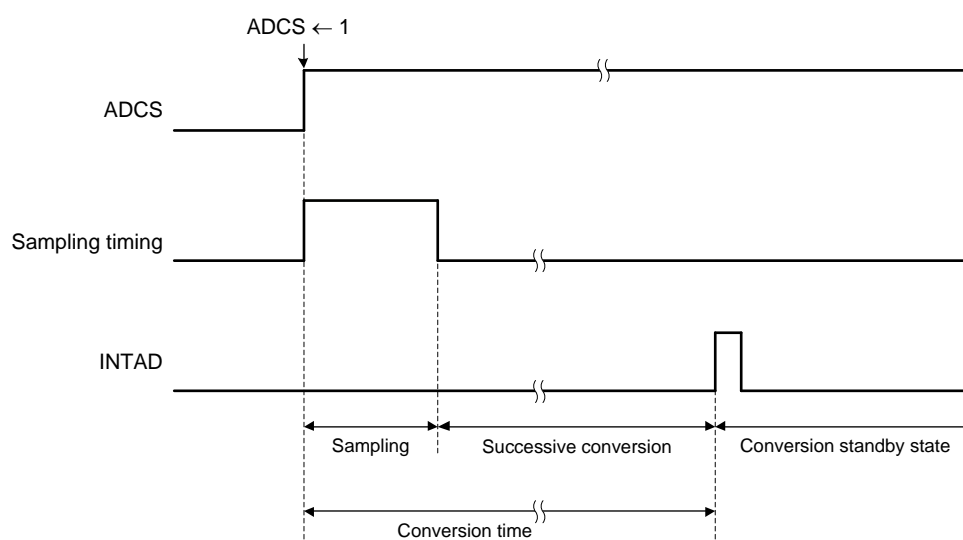 ADCS ← 1
ADCS
Sampling timing
INTAD
Sampling
Successive conversion
Conversion standby state
Conversion time